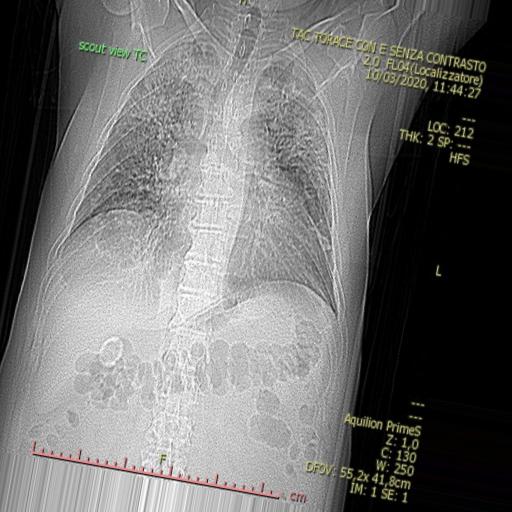 scout view TC
TAC TORACE CON E SENZA CONTRASTO
2.0 FL04(Localizzatore)
10/03/2020, 11:44:27
---
LOC: 212
THK: 2 SP: ---
HFS
L
---
---
Aquilion PrimeS
Z: 1,0
C: 130
W: 250
DFOV: 55,2x 41,8cm
IM: 1 SE: 1
F
cm